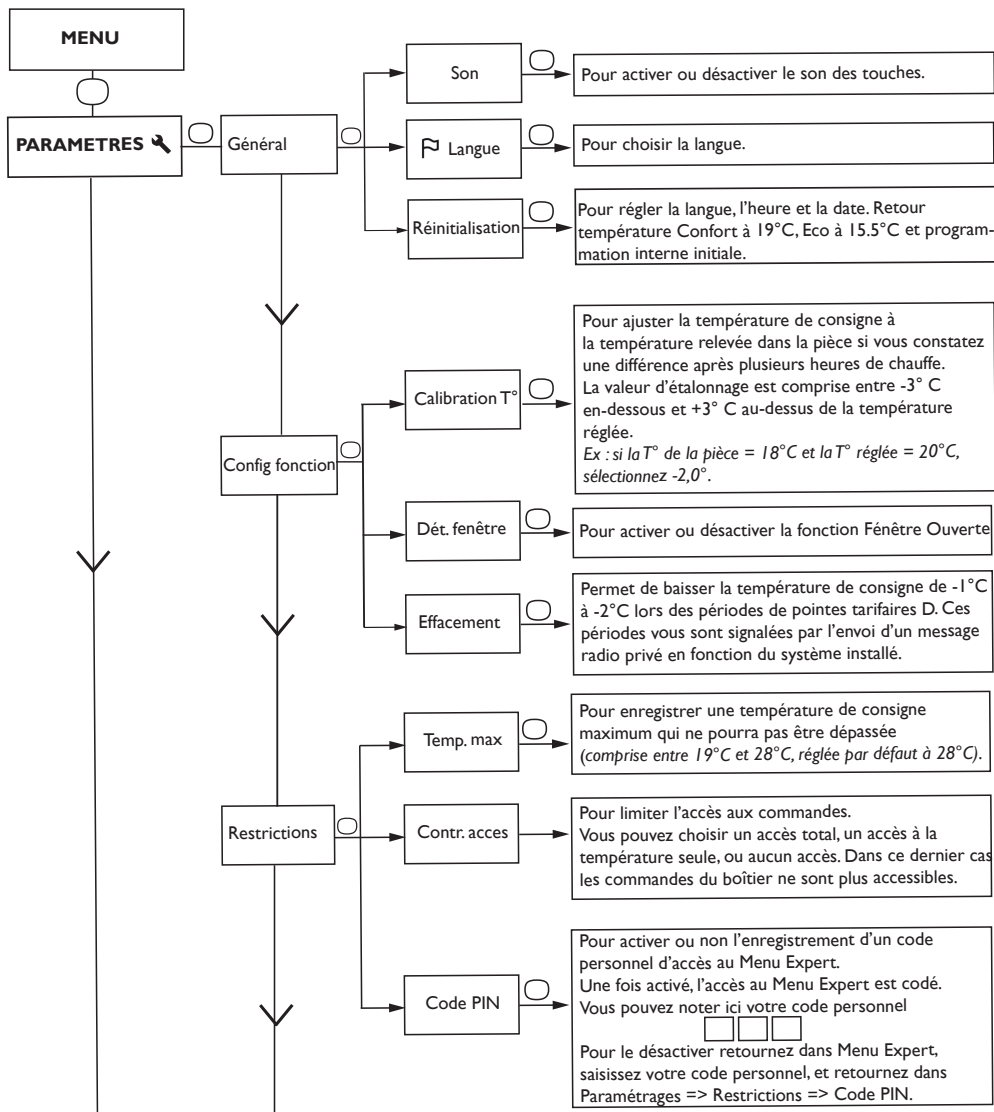 MENU
PARAMETRES
Général
Son
Pour activer ou désactiver le son des touches.
Langue
Pour choisir la langue.
Réinitialisation
Pour régler la langue, l'heure et la date. Retour
température Confort à 19°C, Eco à 15.5°C et program-
mation interne initiale.
Config fonction
Calibration T°
Pour ajuster la température de consigne à
la température relevée dans la pièce si vous constatez
une différence après plusieurs heures de chauffe.
La valeur d'étalonnage est comprise entre -3° C
en-dessous et +3° C au-dessus de la température
réglée.
Ex : si la T° de la pièce = 18°C et la T° réglée = 20°C,
sélectionnez -2,0°.
Dét. fenêtre
Pour activer ou désactiver la fonction Fénêtre Ouverte
Effacement
Permet de baisser la température de consigne de -1°C
à -2°C lors des périodes de pointes tarifaires D. Ces
périodes vous sont signalées par l'envoi d'un message
radio privé en fonction du système installé.
Restrictions
Temp. max
Pour enregistrer une température de consigne
maximum qui ne pourra pas être dépassée
(comprise entre 19°C et 28°C, réglée par défaut à 28°C).
Contr. acces
Pour limiter l'accès aux commandes.
Vous pouvez choisir un accès total, un accès à la
température seule, ou aucun accès. Dans ce dernier cas
les commandes du boîtier ne sont plus accessibles.
Code PIN
Pour activer ou non l'enregistrement d'un code
personnel d'accès au Menu Expert.
Une fois activé, l'accès au Menu Expert est codé.
Vous pouvez noter ici votre code personnel
Pour le désactiver retournez dans Menu Expert,
saisissez votre code personnel, et retournez dans
Paramétrages => Restrictions => Code PIN.